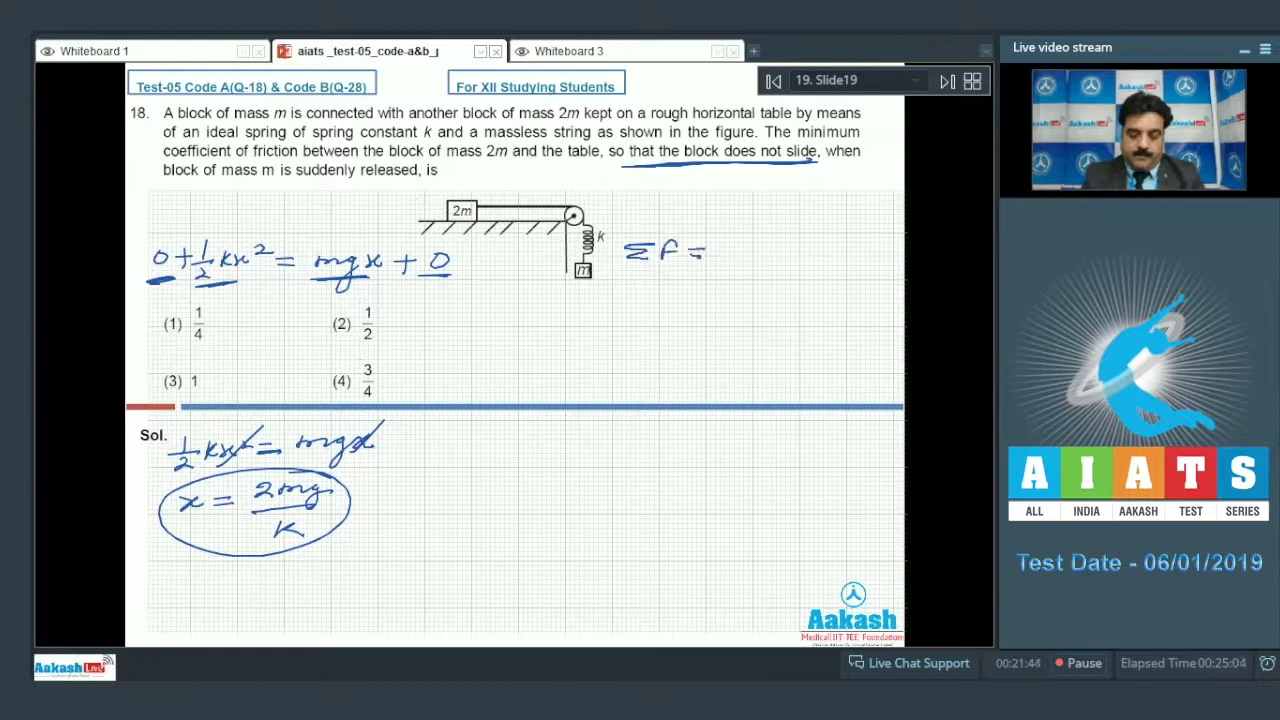 Whiteboard 1
aiats _test-05_code-a&b_p
Whiteboard 3
Live video stream
Test-05 Code A(Q-18) & Code B(Q-28)
For XII Studying Students
19. Slide19
18. A block of mass m is connected with another block of mass 2m kept on a rough horizontal table by means
of an ideal spring of spring constant k and a massless string as shown in the figure. The minimum
coefficient of friction between the block of mass 2m and the table, so that the block does not slide, when
block of mass m is suddenly released, is
2m
k
m
0 + 1/2 kx² = mgx + 0
ΣF =
(1) 1/4
(2) 1/2
(3) 1
(4) 3/4
Sol.
1/2 kx² = mgx
x = 2mg/K
AIATS
ALL INDIA AAKASH TEST SERIES
Test Date - 06/01/2019
Aakash
Medical|IIT-JEE|Foundations
Aakash Live
Live Chat Support
00:21:44
Pause
Elapsed Time 00:25:04